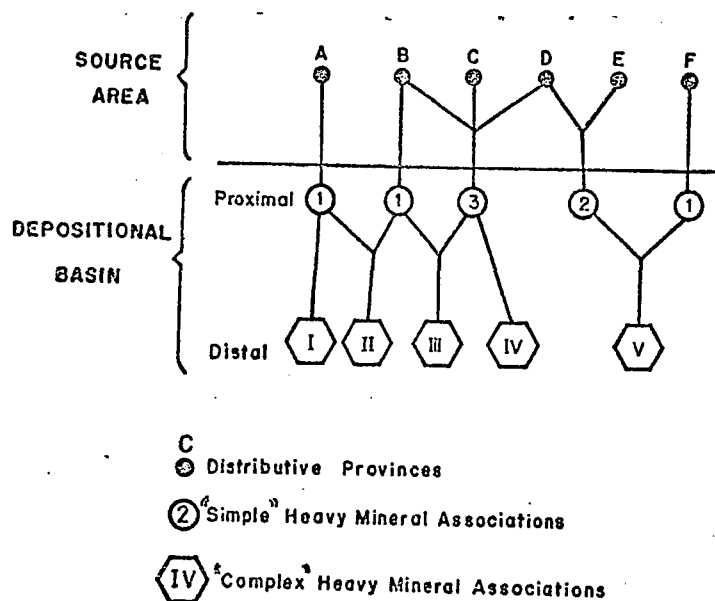 A B C D E F
SOURCE
AREA
Proximal 1 1 3 2 1
DEPOSITIONAL
BASIN
Distal I II III IV V
C
Distributive Provinces
2 "Simple" Heavy Mineral Associations
IV "Complex" Heavy Mineral Associations